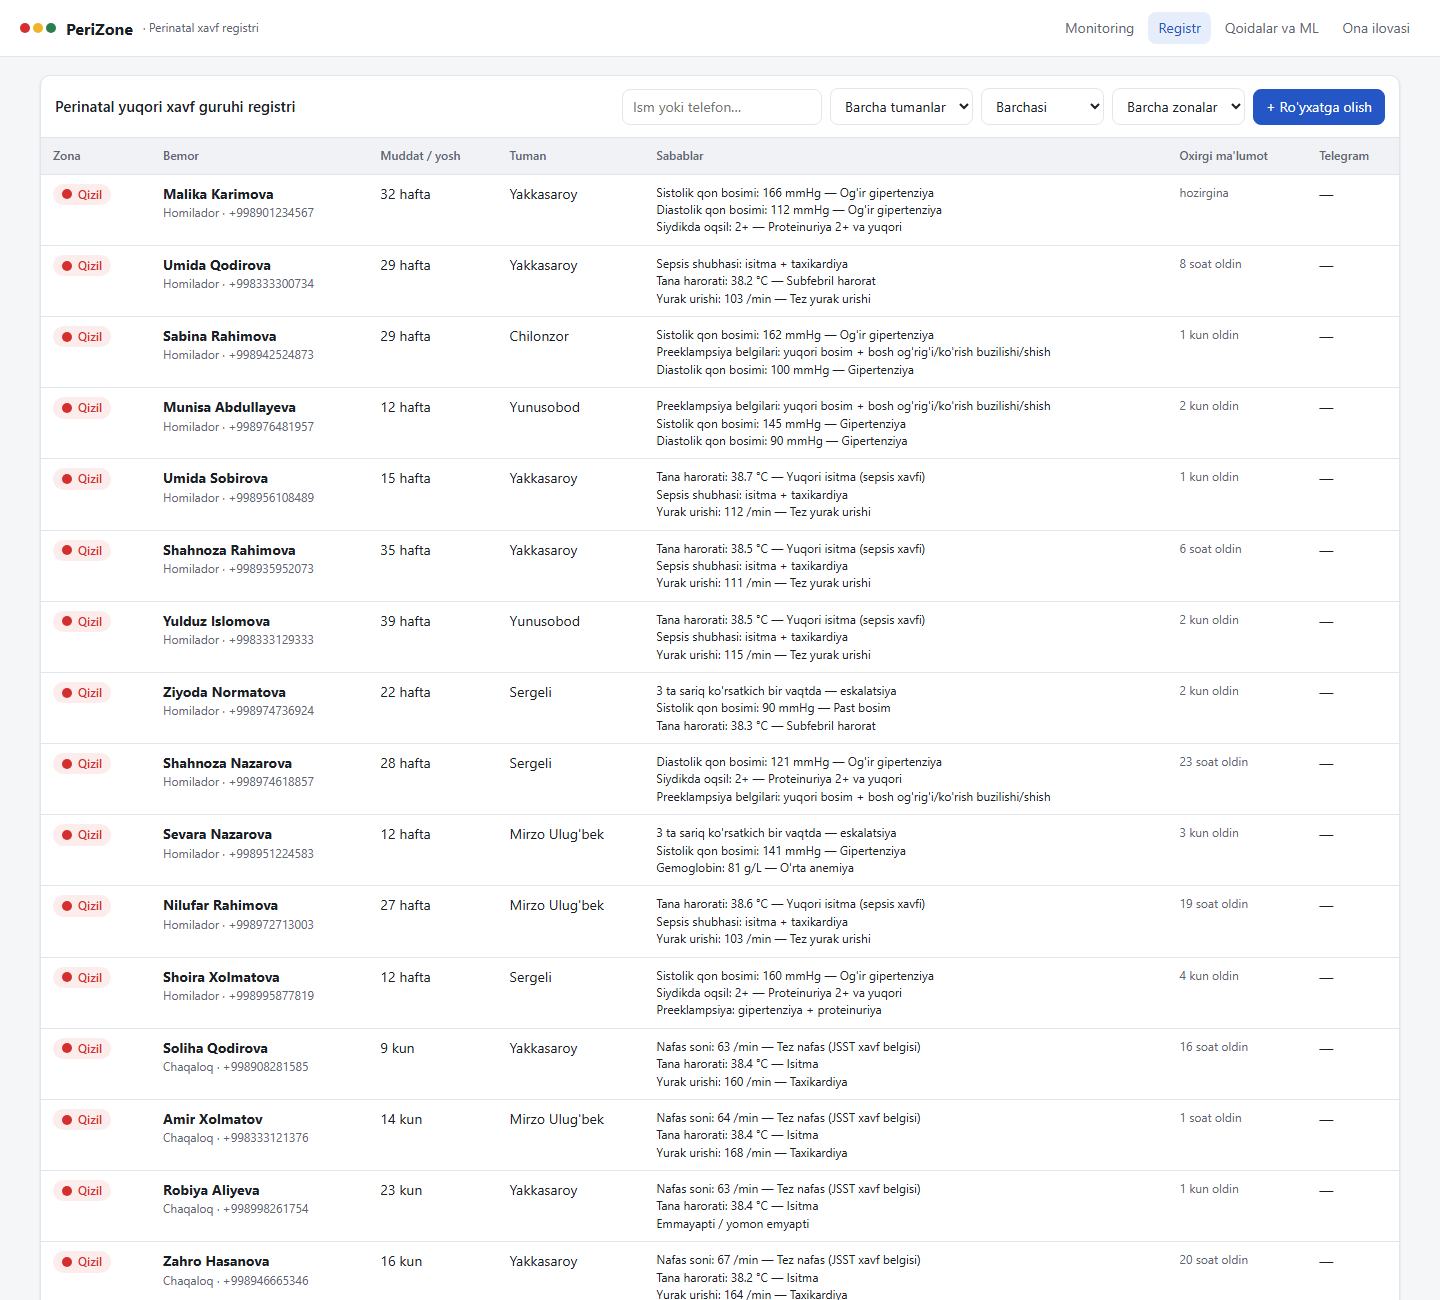 PeriZone · Perinatal xavf registri
Monitoring Registr Qoidalar va ML Ona ilovasi
Perinatal yuqori xavf guruhi registri Ism yoki telefon... Barcha tumanlar Barchasi Barcha zonalar + Ro'yxatga olish
Zona Bemor Muddat / yosh Tuman Sabablar Oxirgi ma'lumot Telegram
Qizil Malika Karimova 32 hafta Yakkasaroy Sistolik qon bosimi: 166 mmHg — Og'ir gipertenziya hozirgina —
Homilador · +998901234567 Diastolik qon bosimi: 112 mmHg — Og'ir gipertenziya
Siydikda oqsil: 2+ — Proteinuriya 2+ va yuqori
Qizil Umida Qodirova 29 hafta Yakkasaroy Sepsis shubhasi: isitma + taxikardiya 8 soat oldin —
Homilador · +998333300734 Tana harorati: 38.2 °C — Subfebril harorat
Yurak urishi: 103 /min — Tez yurak urishi
Qizil Sabina Rahimova 29 hafta Chilonzor Sistolik qon bosimi: 162 mmHg — Og'ir gipertenziya 1 kun oldin —
Homilador · +998942524873 Preeklampsiya belgilari: yuqori bosim + bosh og'rig'i/ko'rish buzilishi/shish
Diastolik qon bosimi: 100 mmHg — Gipertenziya
Qizil Munisa Abdullayeva 12 hafta Yunusobod Preeklampsiya belgilari: yuqori bosim + bosh og'rig'i/ko'rish buzilishi/shish 2 kun oldin —
Homilador · +998976481957 Sistolik qon bosimi: 145 mmHg — Gipertenziya
Diastolik qon bosimi: 90 mmHg — Gipertenziya
Qizil Umida Sobirova 15 hafta Yakkasaroy Tana harorati: 38.7 °C — Yuqori isitma (sepsis xavfi) 1 kun oldin —
Homilador · +998956108489 Sepsis shubhasi: isitma + taxikardiya
Yurak urishi: 112 /min — Tez yurak urishi
Qizil Shahnoza Rahimova 35 hafta Yakkasaroy Tana harorati: 38.5 °C — Yuqori isitma (sepsis xavfi) 6 soat oldin —
Homilador · +998935952073 Sepsis shubhasi: isitma + taxikardiya
Yurak urishi: 111 /min — Tez yurak urishi
Qizil Yulduz Islomova 39 hafta Yunusobod Tana harorati: 38.5 °C — Yuqori isitma (sepsis xavfi) 2 kun oldin —
Homilador · +998333129333 Sepsis shubhasi: isitma + taxikardiya
Yurak urishi: 115 /min — Tez yurak urishi
Qizil Ziyoda Normatova 22 hafta Sergeli 3 ta sariq ko'rsatkich bir vaqtda — eskalatsiya 2 kun oldin —
Homilador · +998974736924 Sistolik qon bosimi: 90 mmHg — Past bosim
Tana harorati: 38.3 °C — Subfebril harorat
Qizil Shahnoza Nazarova 28 hafta Sergeli Diastolik qon bosimi: 121 mmHg — Og'ir gipertenziya 23 soat oldin —
Homilador · +998974618857 Siydikda oqsil: 2+ — Proteinuriya 2+ va yuqori
Preeklampsiya belgilari: yuqori bosim + bosh og'rig'i/ko'rish buzilishi/shish
Qizil Sevara Nazarova 12 hafta Mirzo Ulug'bek 3 ta sariq ko'rsatkich bir vaqtda — eskalatsiya 3 kun oldin —
Homilador · +998951224583 Sistolik qon bosimi: 141 mmHg — Gipertenziya
Gemoglobin: 81 g/L — O'rta anemiya
Qizil Nilufar Rahimova 27 hafta Mirzo Ulug'bek Tana harorati: 38.6 °C — Yuqori isitma (sepsis xavfi) 19 soat oldin —
Homilador · +998972713003 Sepsis shubhasi: isitma + taxikardiya
Yurak urishi: 103 /min — Tez yurak urishi
Qizil Shoira Xolmatova 12 hafta Sergeli Sistolik qon bosimi: 160 mmHg — Og'ir gipertenziya 4 kun oldin —
Homilador · +998995877819 Siydikda oqsil: 2+ — Proteinuriya 2+ va yuqori
Preeklampsiya: gipertenziya + proteinuriya
Qizil Soliha Qodirova 9 kun Yakkasaroy Nafas soni: 63 /min — Tez nafas (JSST xavf belgisi) 16 soat oldin —
Chaqaloq · +998908281585 Tana harorati: 38.4 °C — Isitma
Yurak urishi: 160 /min — Taxikardiya
Qizil Amir Xolmatov 14 kun Mirzo Ulug'bek Nafas soni: 64 /min — Tez nafas (JSST xavf belgisi) 1 soat oldin —
Chaqaloq · +998333121376 Tana harorati: 38.4 °C — Isitma
Yurak urishi: 168 /min — Taxikardiya
Qizil Robiya Aliyeva 23 kun Yakkasaroy Nafas soni: 63 /min — Tez nafas (JSST xavf belgisi) 1 kun oldin —
Chaqaloq · +998998261754 Tana harorati: 38.4 °C — Isitma
Emmayapti / yomon emyapti
Qizil Zahro Hasanova 16 kun Yakkasaroy Nafas soni: 67 /min — Tez nafas (JSST xavf belgisi) 20 soat oldin —
Chaqaloq · +998946665346 Tana harorati: 38.2 °C — Isitma
Yurak urishi: 164 /min — Taxikardiya